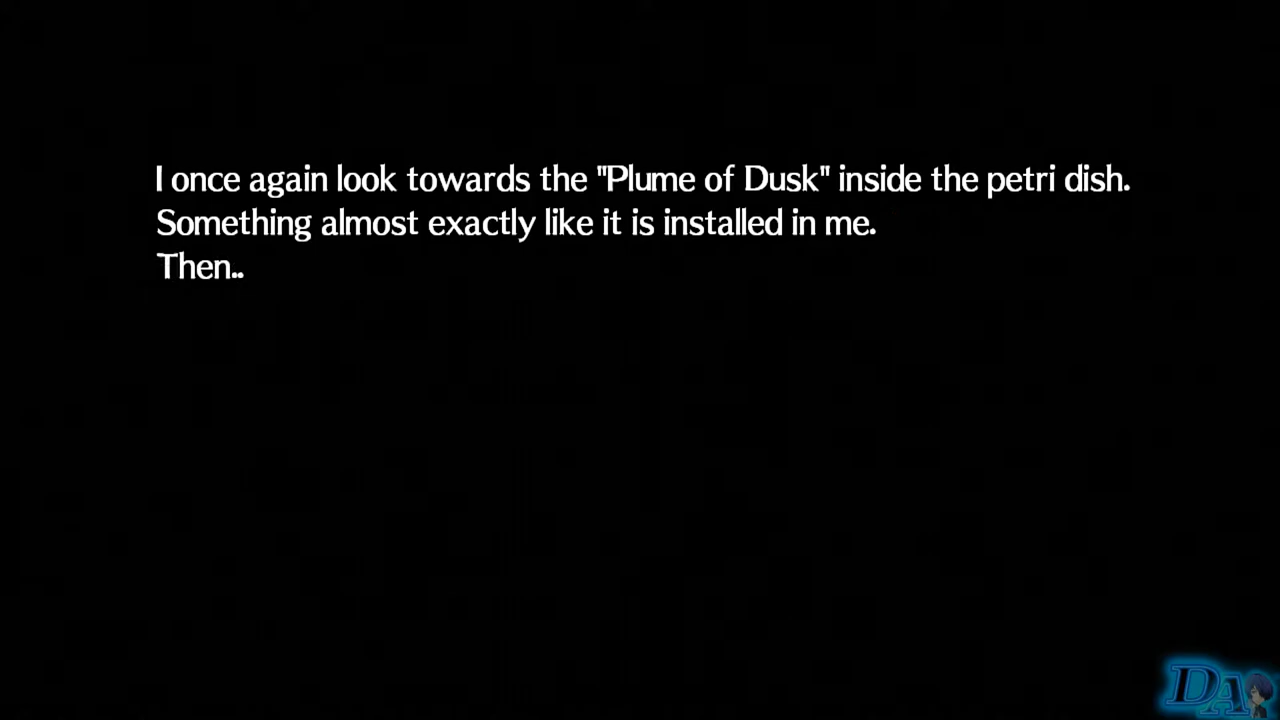 I once again look towards the "Plume of Dusk" inside the petri dish.
Something almost exactly like it is installed in me.
Then..
DA